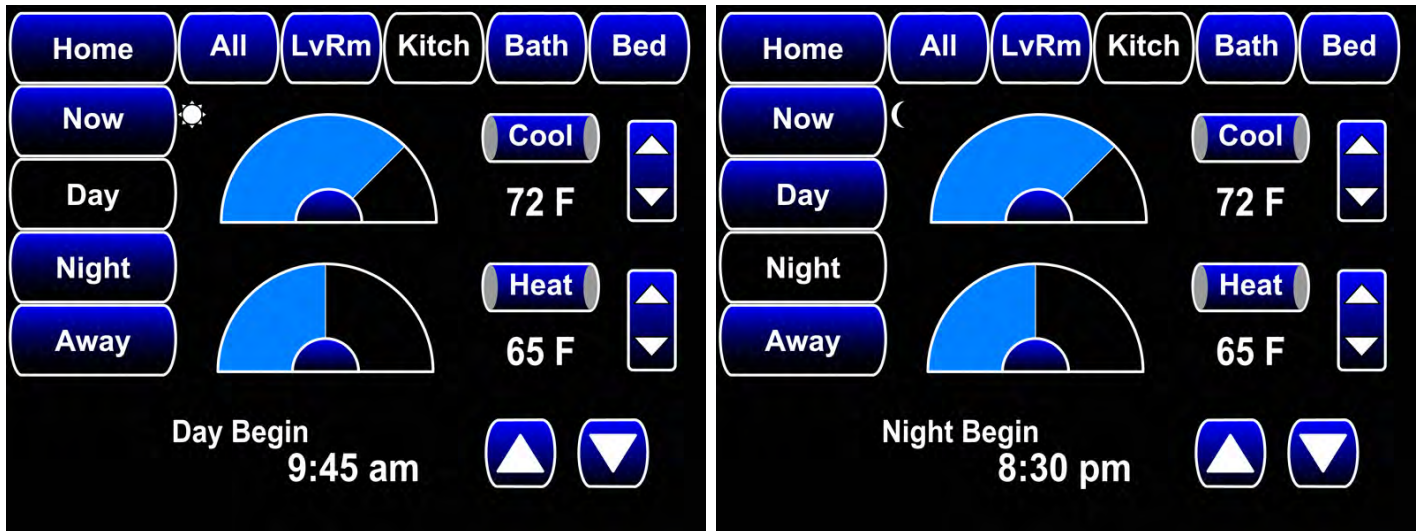 Home All LvRm Kitch Bath Bed
Now
Cool
Day
72 F
Night
Heat
Away
65 F
Day Begin
9:45 am
Home All LvRm Kitch Bath Bed
Now
Cool
Day
72 F
Night
Heat
Away
65 F
Night Begin
8:30 pm